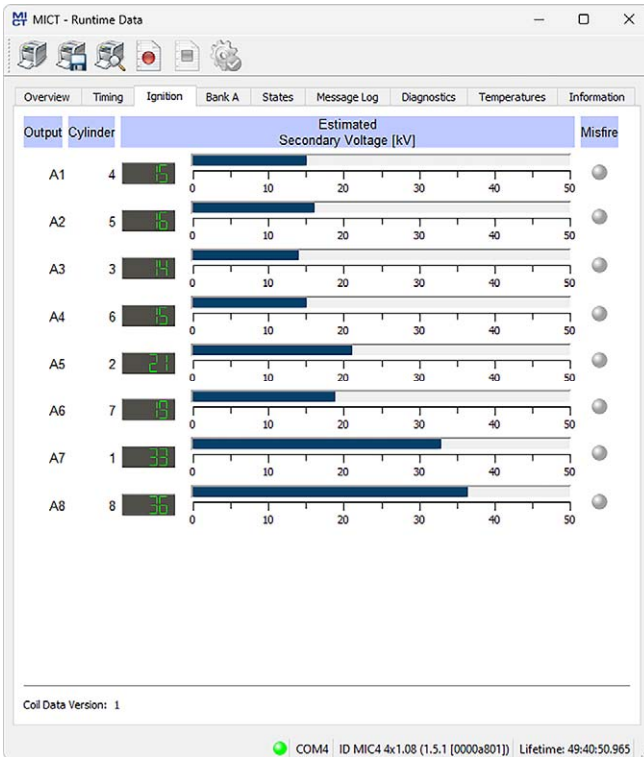 MICT - Runtime Data
Overview Timing Ignition Bank A States Message Log Diagnostics Temperatures Information
Output Cylinder Estimated Secondary Voltage [kV] Misfire
A1 4 15
0 10 20 30 40 50
A2 5 16
0 10 20 30 40 50
A3 3 14
0 10 20 30 40 50
A4 6 15
0 10 20 30 40 50
A5 2 21
0 10 20 30 40 50
A6 7 19
0 10 20 30 40 50
A7 1 33
0 10 20 30 40 50
A8 8 36
0 10 20 30 40 50
Coil Data Version: 1
COM4 ID MIC4 4x1.08 (1.5.1 [0000a801]) Lifetime: 49:40:50.965